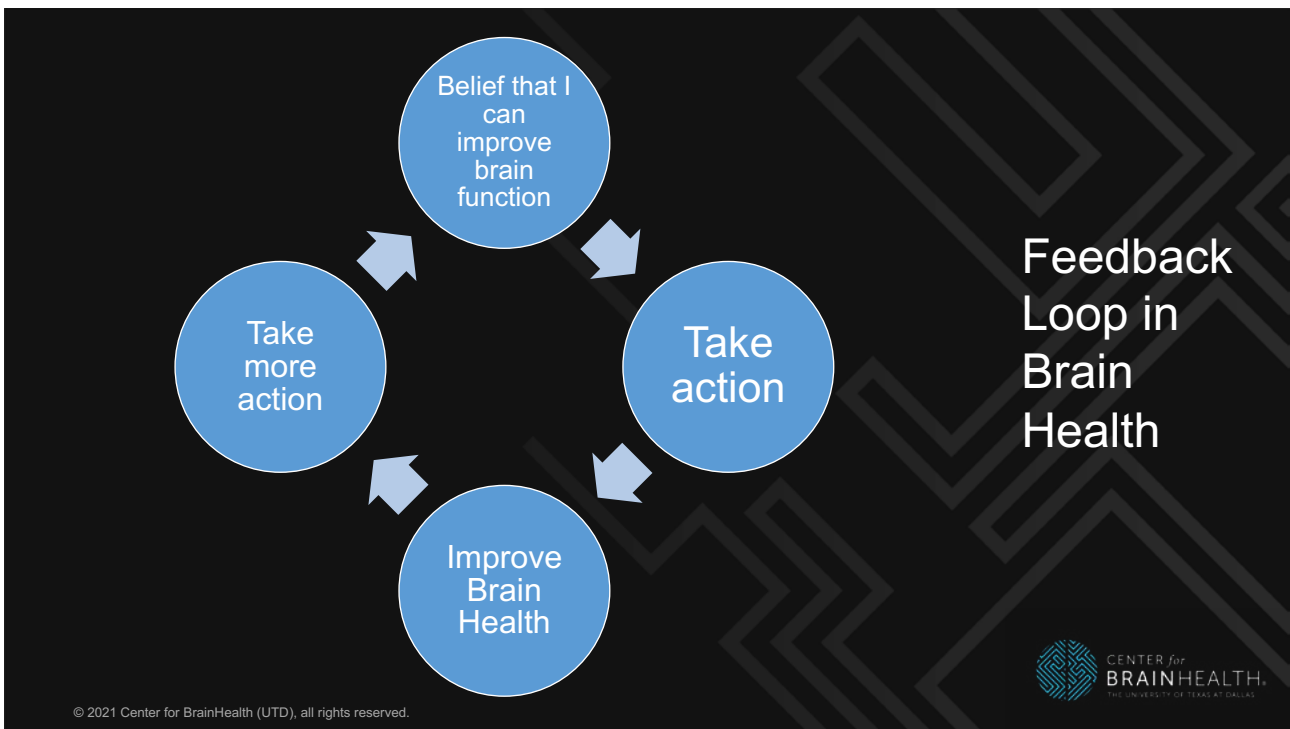 Belief that I
can
improve
brain
function
Take
action
Improve
Brain
Health
Take
more
action
Feedback
Loop in
Brain
Health
CENTER for
BRAINHEALTH®
THE UNIVERSITY OF TEXAS AT DALLAS
© 2021 Center for BrainHealth (UTD), all rights reserved.